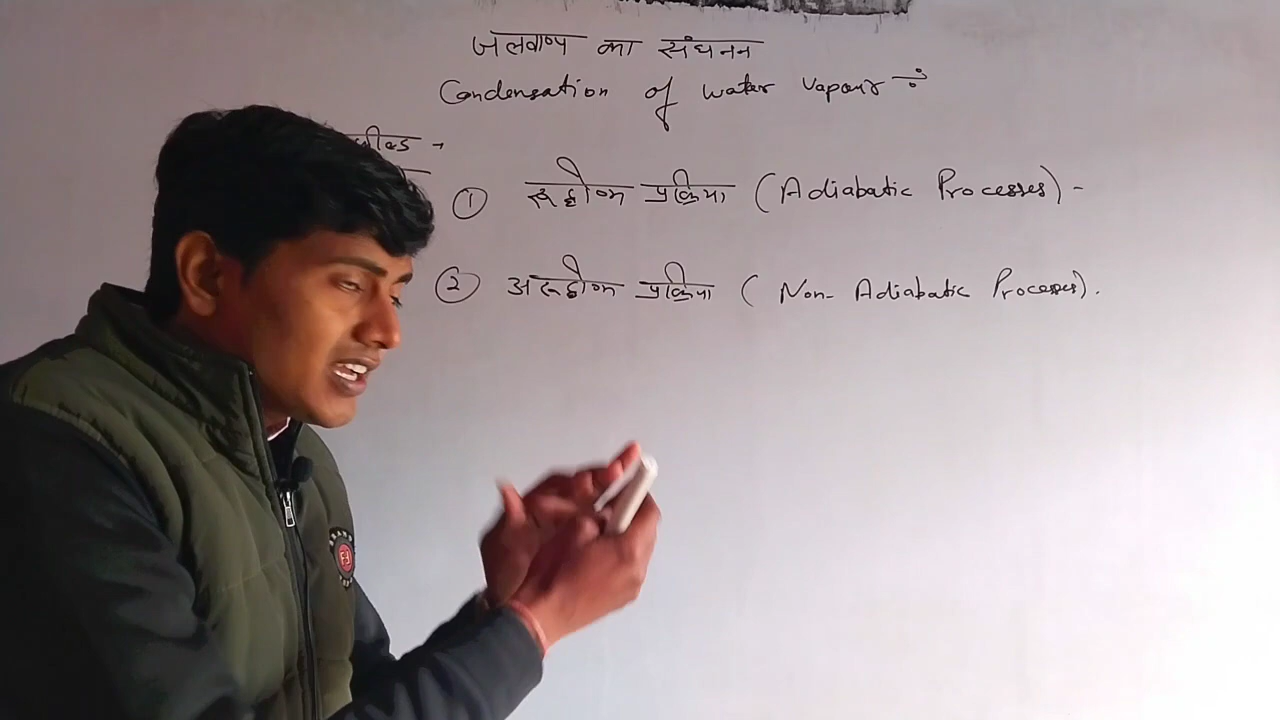 जलवाष्प का संघनन
Condensation of water vapour ÷
① रूद्दोष्म प्रक्रिया (Adiabatic Processes) -
② अरूद्दोष्म प्रक्रिया ( Non- Adiabatic Processes).